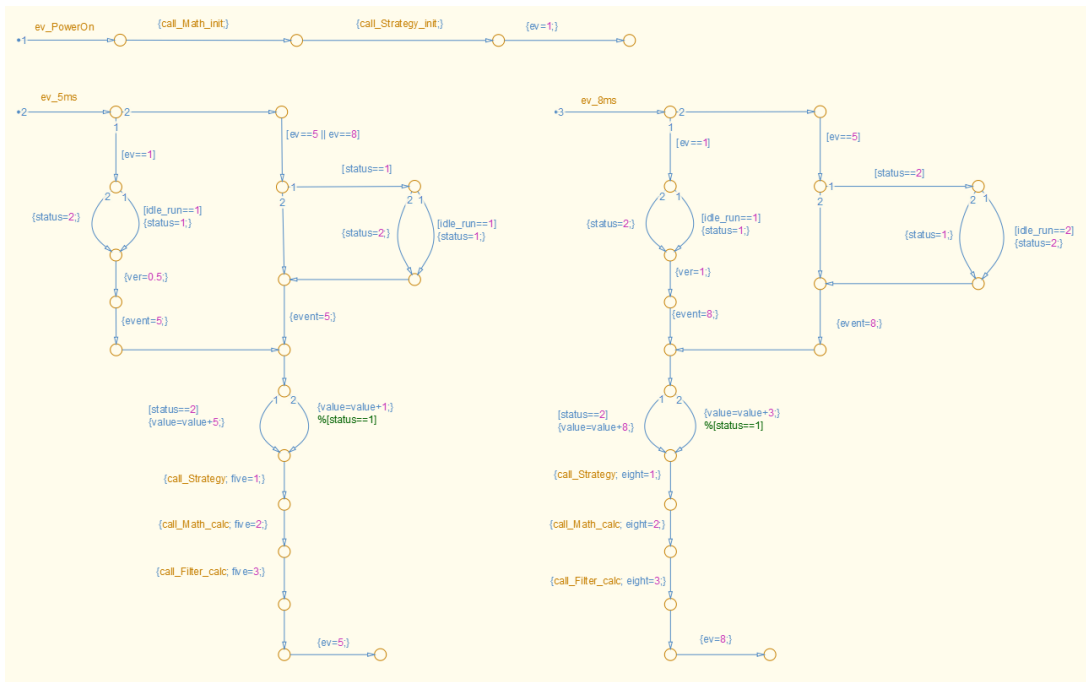 ev_PowerOn
{call_Math_init;}
{call_Strategy_init;}
{ev=1;}
1
ev_5ms
2
2
1
[ev==1]
[ev==5 || ev==8]
2
1
{status=2;}
[idle_run==1]
{status=1;}
1
2
[status==1]
2
1
{status=2;}
[idle_run==1]
{status=1;}
{ver=0.5;}
{event=5;}
{event=5;}
1
2
[status==2]
{value=value+5;}
{value=value+1;}
%[status==1]
{call_Strategy; five=1;}
{call_Math_calc; five=2;}
{call_Filter_calc; five=3;}
{ev=5;}
ev_8ms
3
2
1
[ev==1]
[ev==5]
2
1
{status=2;}
[idle_run==1]
{status=1;}
1
2
[status==2]
2
1
{status=1;}
[idle_run==2]
{status=2;}
{ver=1;}
{event=8;}
{event=8;}
1
2
[status==2]
{value=value+8;}
{value=value+3;}
%[status==1]
{call_Strategy; eight=1;}
{call_Math_calc; eight=2;}
{call_Filter_calc; eight=3;}
{ev=8;}